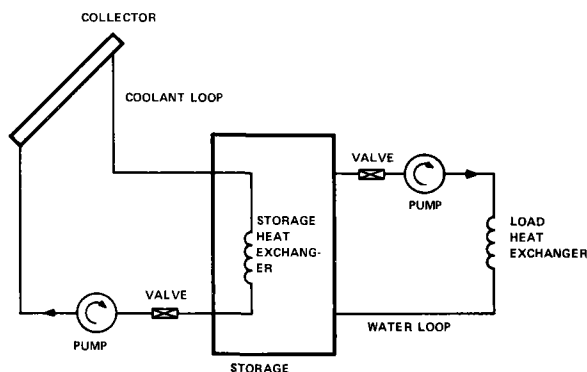 COLLECTOR
COOLANT LOOP
VALVE
PUMP
STORAGE
HEAT
EXCHANG-
ER
LOAD
HEAT
EXCHANGER
VALVE
PUMP
WATER LOOP
STORAGE